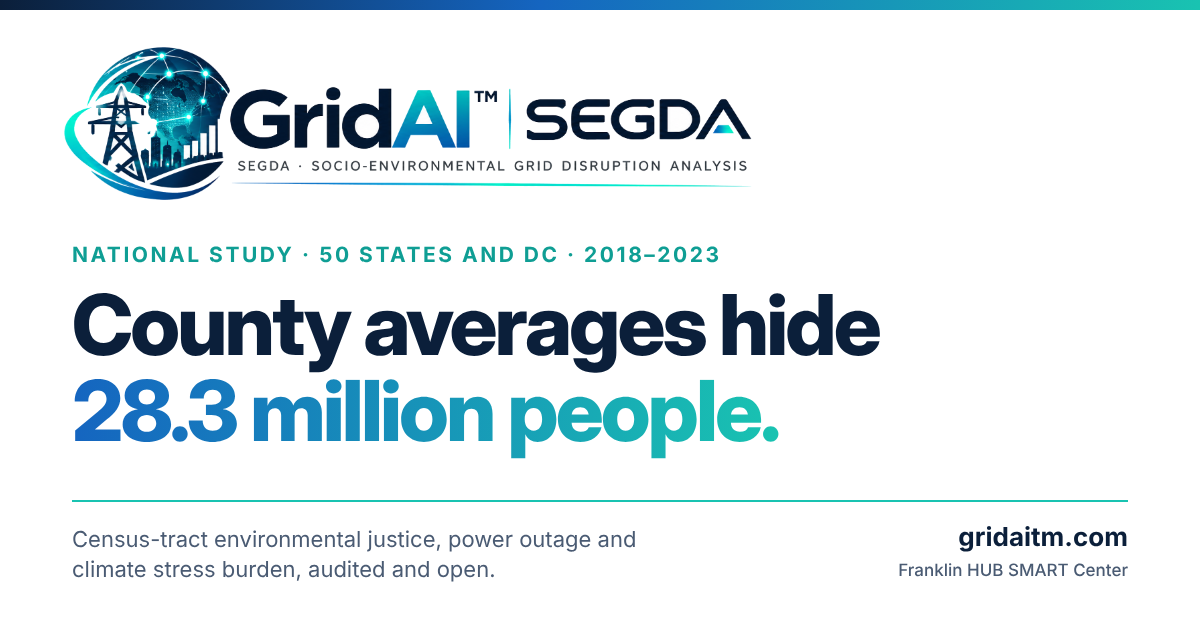 GridAI™ | SEGDA
SEGDA · SOCIO-ENVIRONMENTAL GRID DISRUPTION ANALYSIS
NATIONAL STUDY · 50 STATES AND DC · 2018–2023
County averages hide
28.3 million people.
Census-tract environmental justice, power outage and
climate stress burden, audited and open.
gridaitm.com
Franklin HUB SMART Center